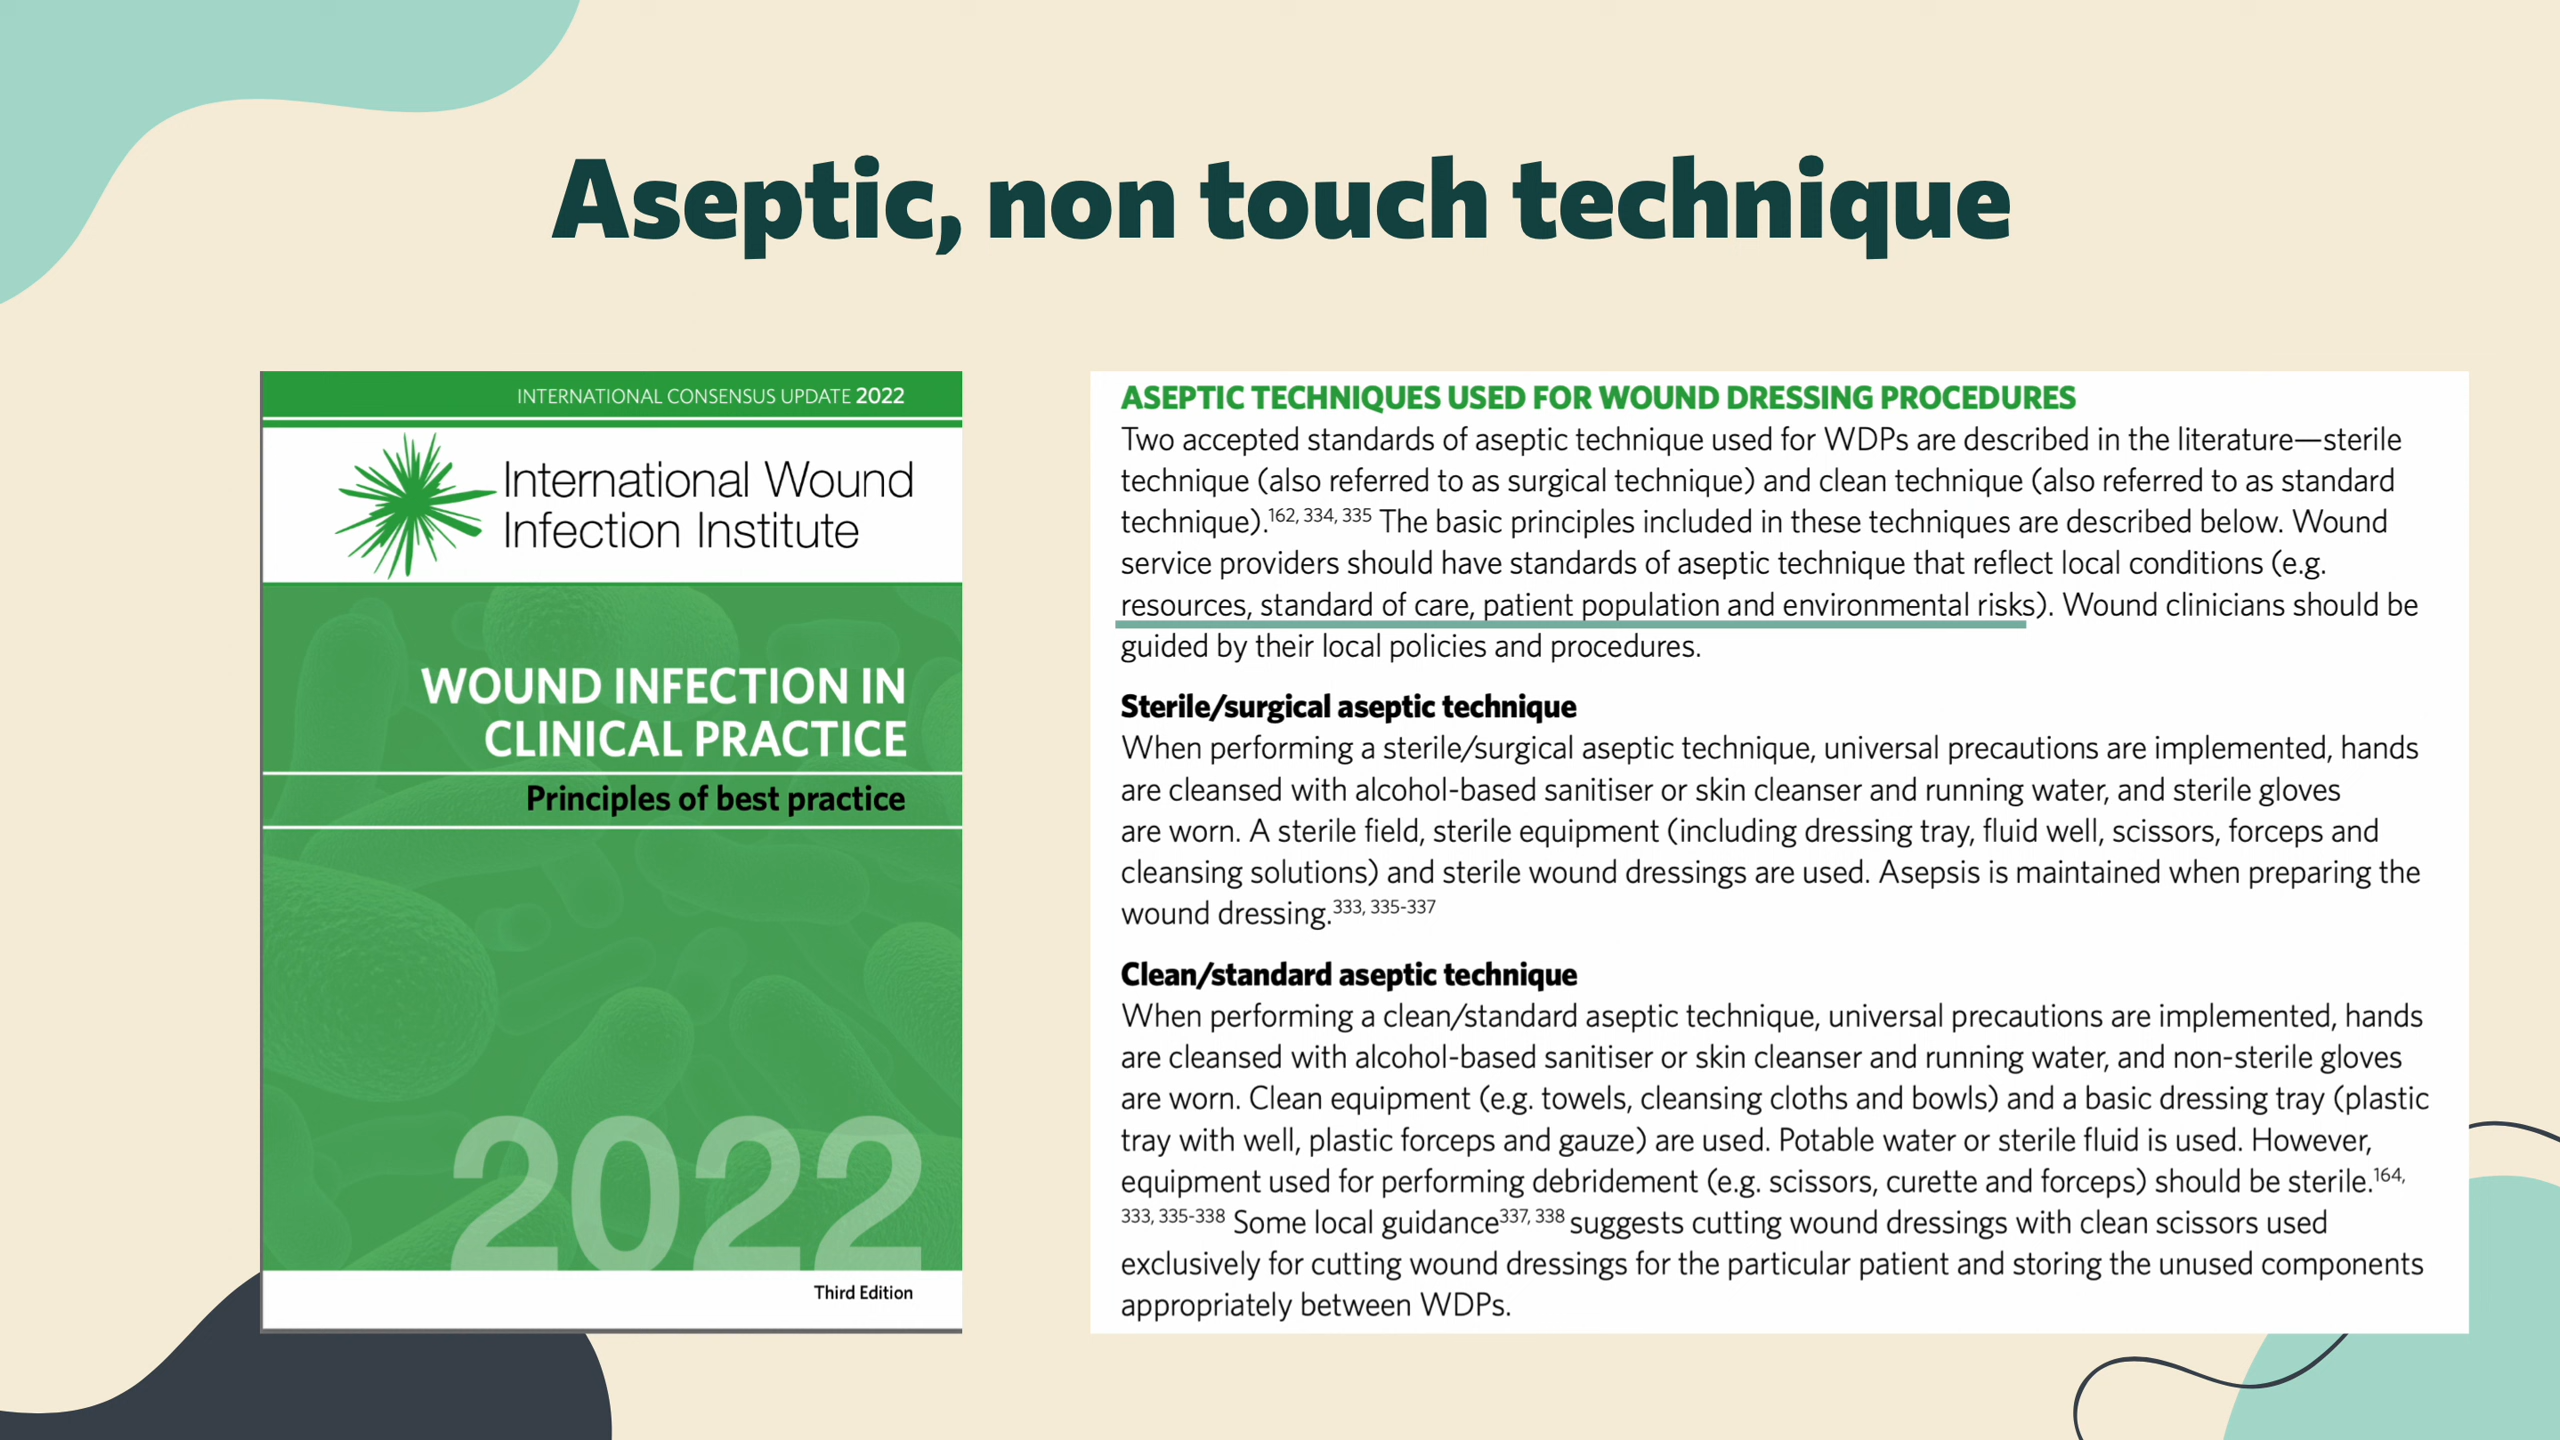 Aseptic, non touch technique
INTERNATIONAL CONSENSUS UPDATE 2022
International Wound
Infection Institute
WOUND INFECTION IN
CLINICAL PRACTICE
Principles of best practice
2022
Third Edition
ASEPTIC TECHNIQUES USED FOR WOUND DRESSING PROCEDURES
Two accepted standards of aseptic technique used for WDPs are described in the literature—sterile
technique (also referred to as surgical technique) and clean technique (also referred to as standard
technique).162, 334, 335 The basic principles included in these techniques are described below. Wound
service providers should have standards of aseptic technique that reflect local conditions (e.g.
resources, standard of care, patient population and environmental risks). Wound clinicians should be
guided by their local policies and procedures.
Sterile/surgical aseptic technique
When performing a sterile/surgical aseptic technique, universal precautions are implemented, hands
are cleansed with alcohol-based sanitiser or skin cleanser and running water, and sterile gloves
are worn. A sterile field, sterile equipment (including dressing tray, fluid well, scissors, forceps and
cleansing solutions) and sterile wound dressings are used. Asepsis is maintained when preparing the
wound dressing.333, 335-337
Clean/standard aseptic technique
When performing a clean/standard aseptic technique, universal precautions are implemented, hands
are cleansed with alcohol-based sanitiser or skin cleanser and running water, and non-sterile gloves
are worn. Clean equipment (e.g. towels, cleansing cloths and bowls) and a basic dressing tray (plastic
tray with well, plastic forceps and gauze) are used. Potable water or sterile fluid is used. However,
equipment used for performing debridement (e.g. scissors, curette and forceps) should be sterile.164,
333, 335-338 Some local guidance337, 338 suggests cutting wound dressings with clean scissors used
exclusively for cutting wound dressings for the particular patient and storing the unused components
appropriately between WDPs.